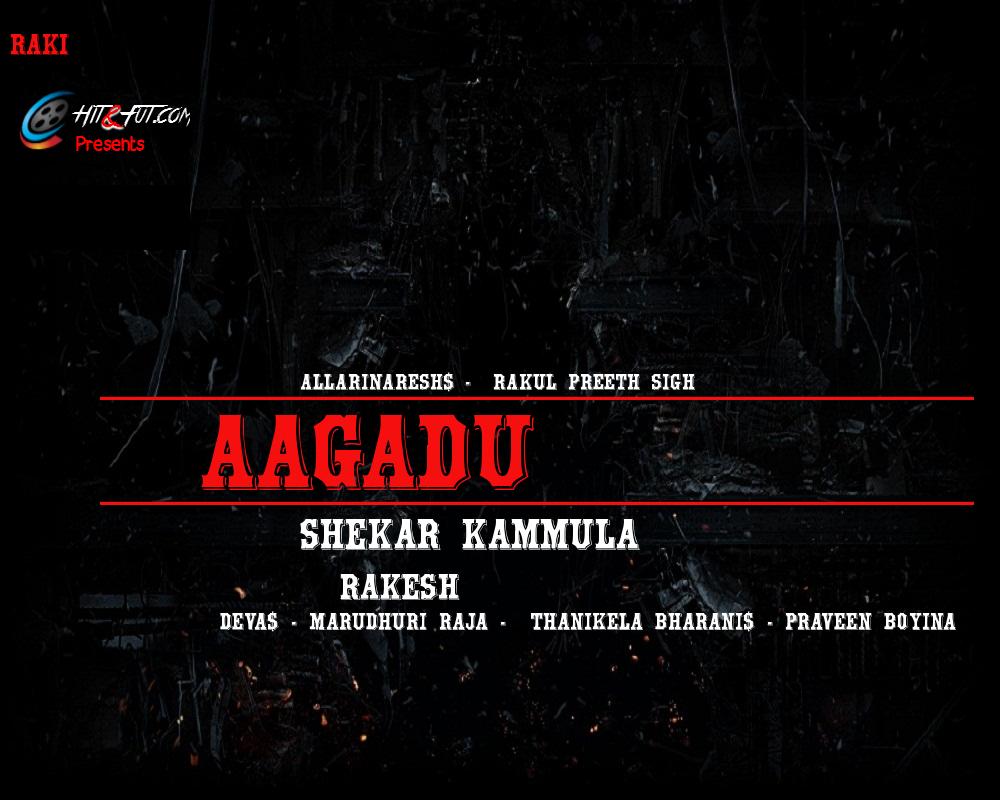 RAKI
HIT&FUT.COM
Presents
ALLARINARESH$ - RAKUL PREETH SIGH
AAGADU
SHEKAR KAMMULA
RAKESH
DEVA$ - MARUDHURI RAJA - THANIKELA BHARANI$ - PRAVEEN BOYINA